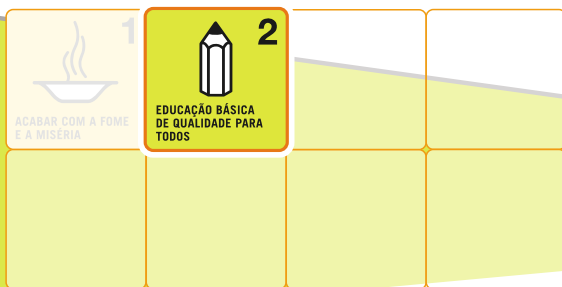 1
ACABAR COM A FOME
E A MISÉRIA
2
EDUCAÇÃO BÁSICA
DE QUALIDADE PARA
TODOS